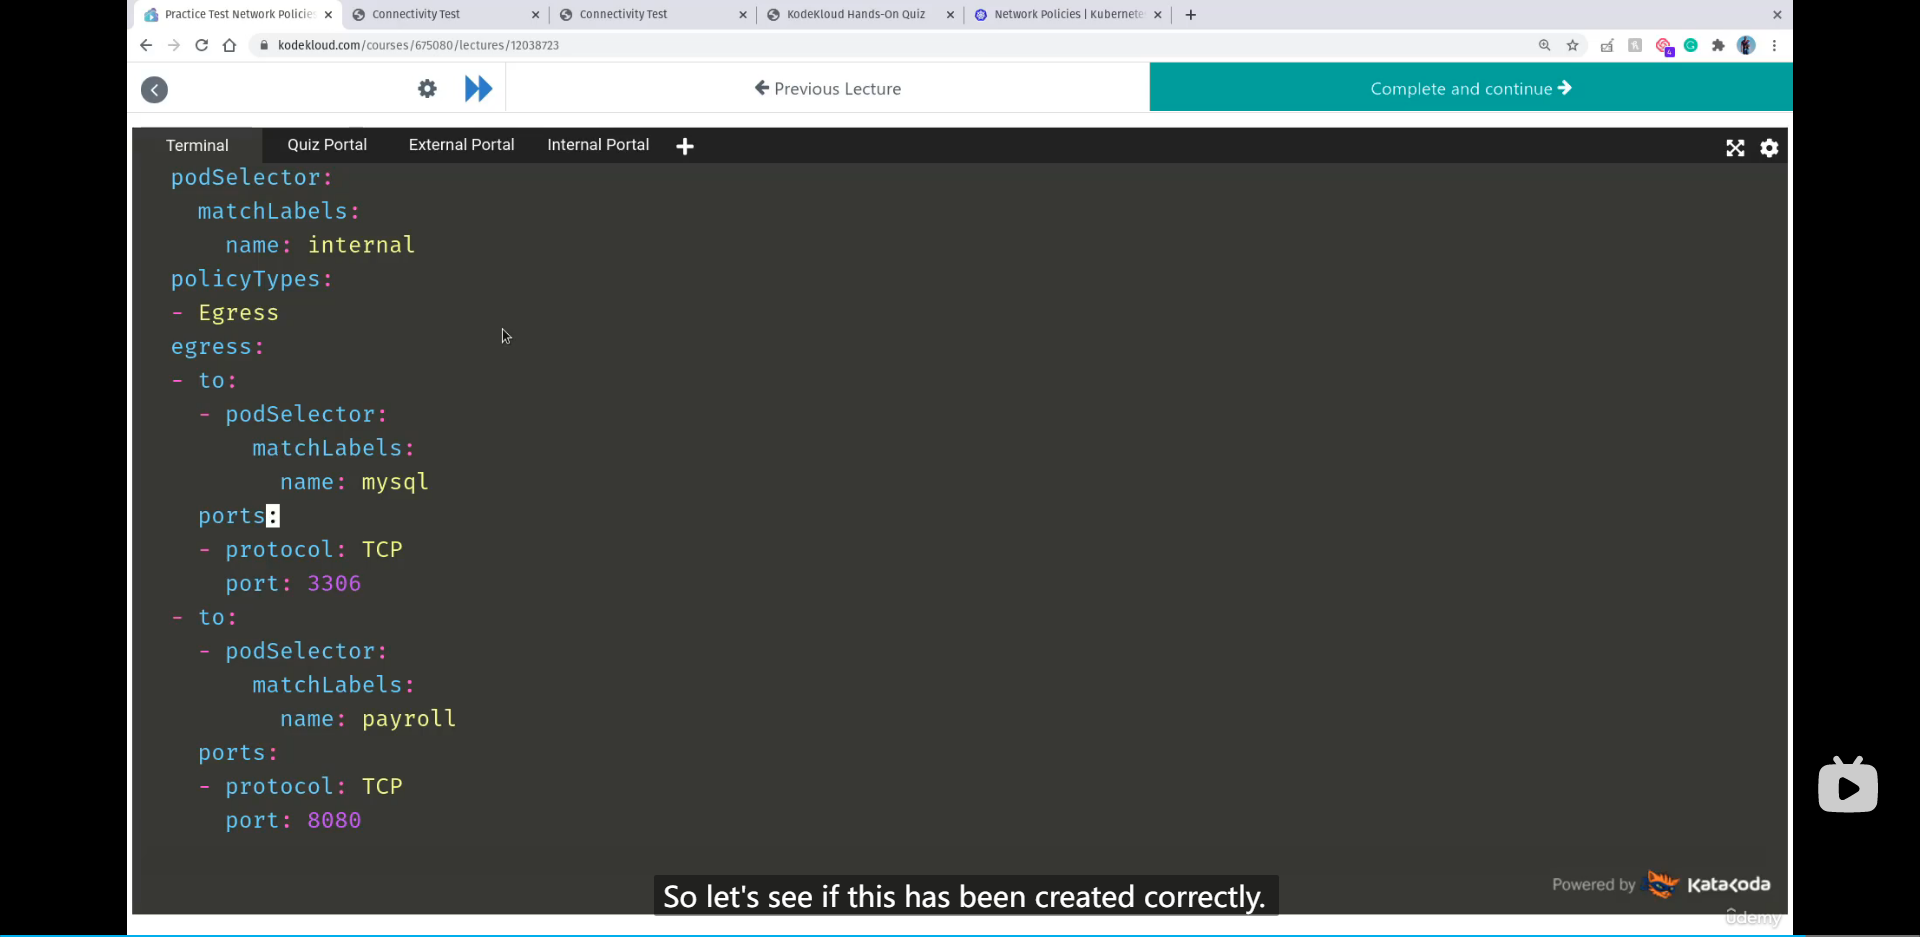 Practice Test Network Policies
Connectivity Test
Connectivity Test
KodeKloud Hands-On Quiz
Network Policies | Kubernete
kodekloud.com/courses/675080/lectures/12038723
4
Previous Lecture
Complete and continue
Terminal
Quiz Portal
External Portal
Internal Portal
podSelector:
matchLabels:
name: internal
policyTypes:
- Egress
egress:
- to:
- podSelector:
matchLabels:
name: mysql
ports:
- protocol: TCP
port: 3306
- to:
- podSelector:
matchLabels:
name: payroll
ports:
- protocol: TCP
port: 8080
Powered by Katacoda
So let's see if this has been created correctly.
ûdemy